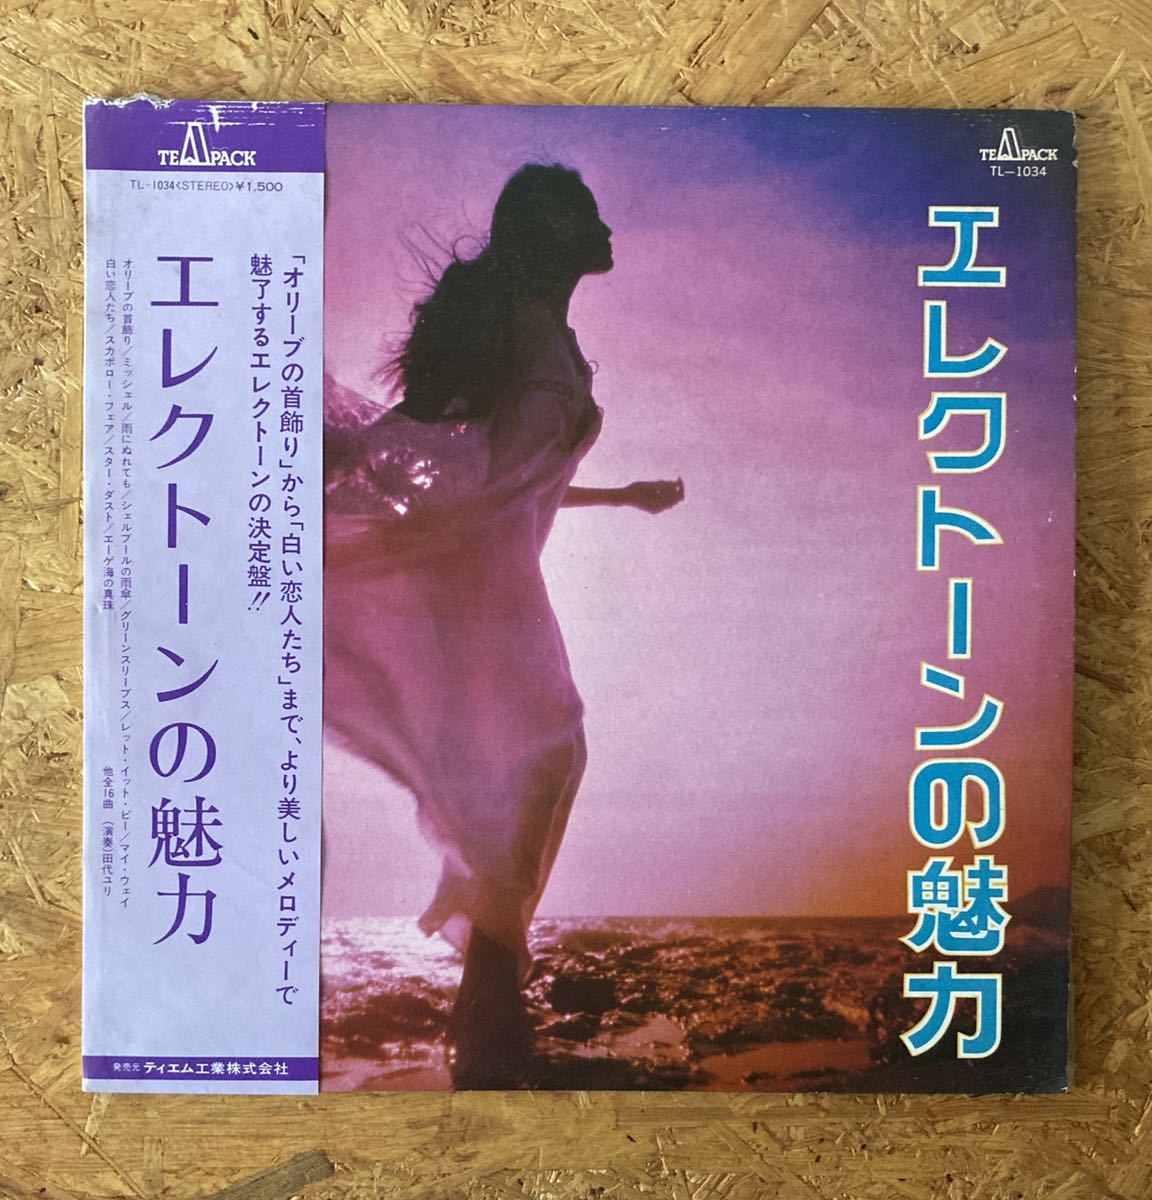 TEAPACK
TL-1034<STEREO>¥1,500
「オリーブの首飾り」から「白い恋人たち」まで、より美しいメロディーで
魅了するエレクトーンの決定盤!!
エレクトーンの魅力
オリーブの首飾り/ミッシェル/雨にぬれても/シェルブールの雨傘/グリーンスリーブス/レット・イット・ビー/マイ・ウェイ
白い恋人たち/スカボロー・フェア/スター・ダスト/エーゲ海の真珠 他全16曲 (演奏)田代ユリ
発売元 ティエム工業株式会社
TEAPACK
TL-1034
エレクトーンの魅力